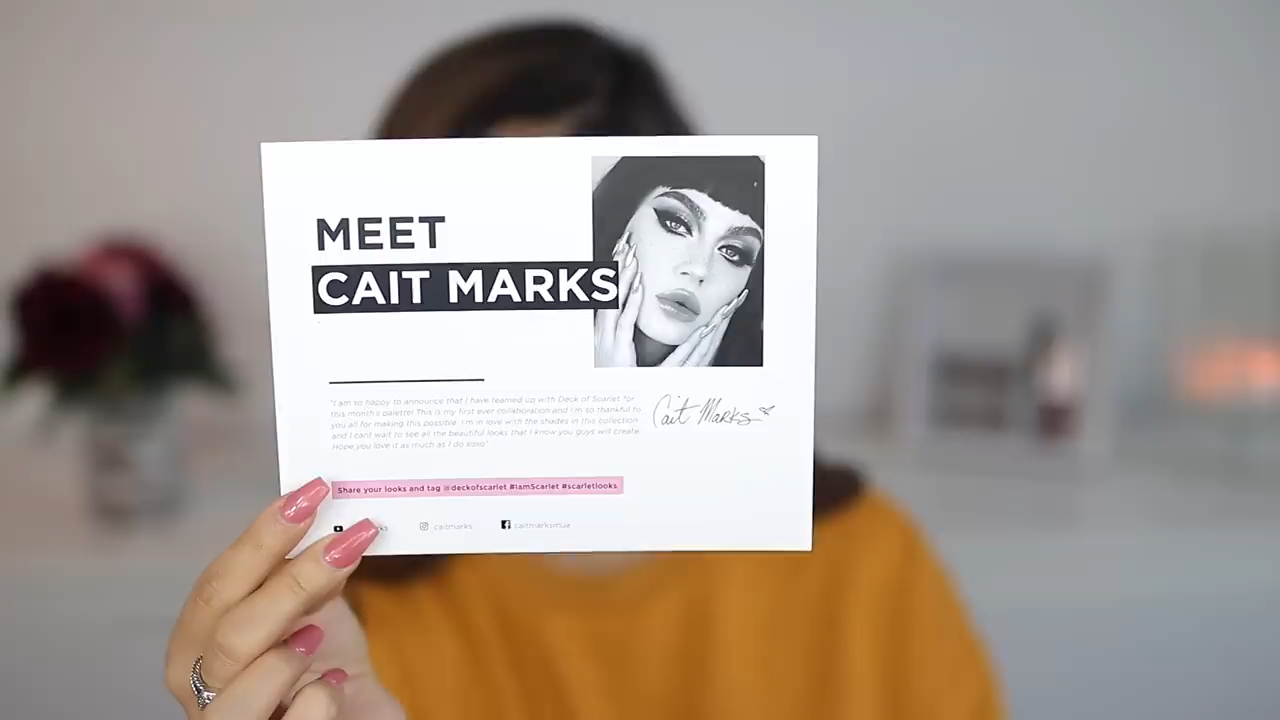 MEET
CAIT MARKS
"I am so happy to announce that I have teamed up with Deck of Scarlet for
this month's palette! This is my first ever collaboration and I'm so thankful to
you all for making this possible. I'm in love with the shades in this collection
and I cant wait to see all the beautiful looks that I know you guys will create.
Hope you love it as much as I do xoxo"
Cait Marks
Share your looks and tag @deckofscarlet #IamScarlet #scarletlooks
caitmarks caitmarksmua